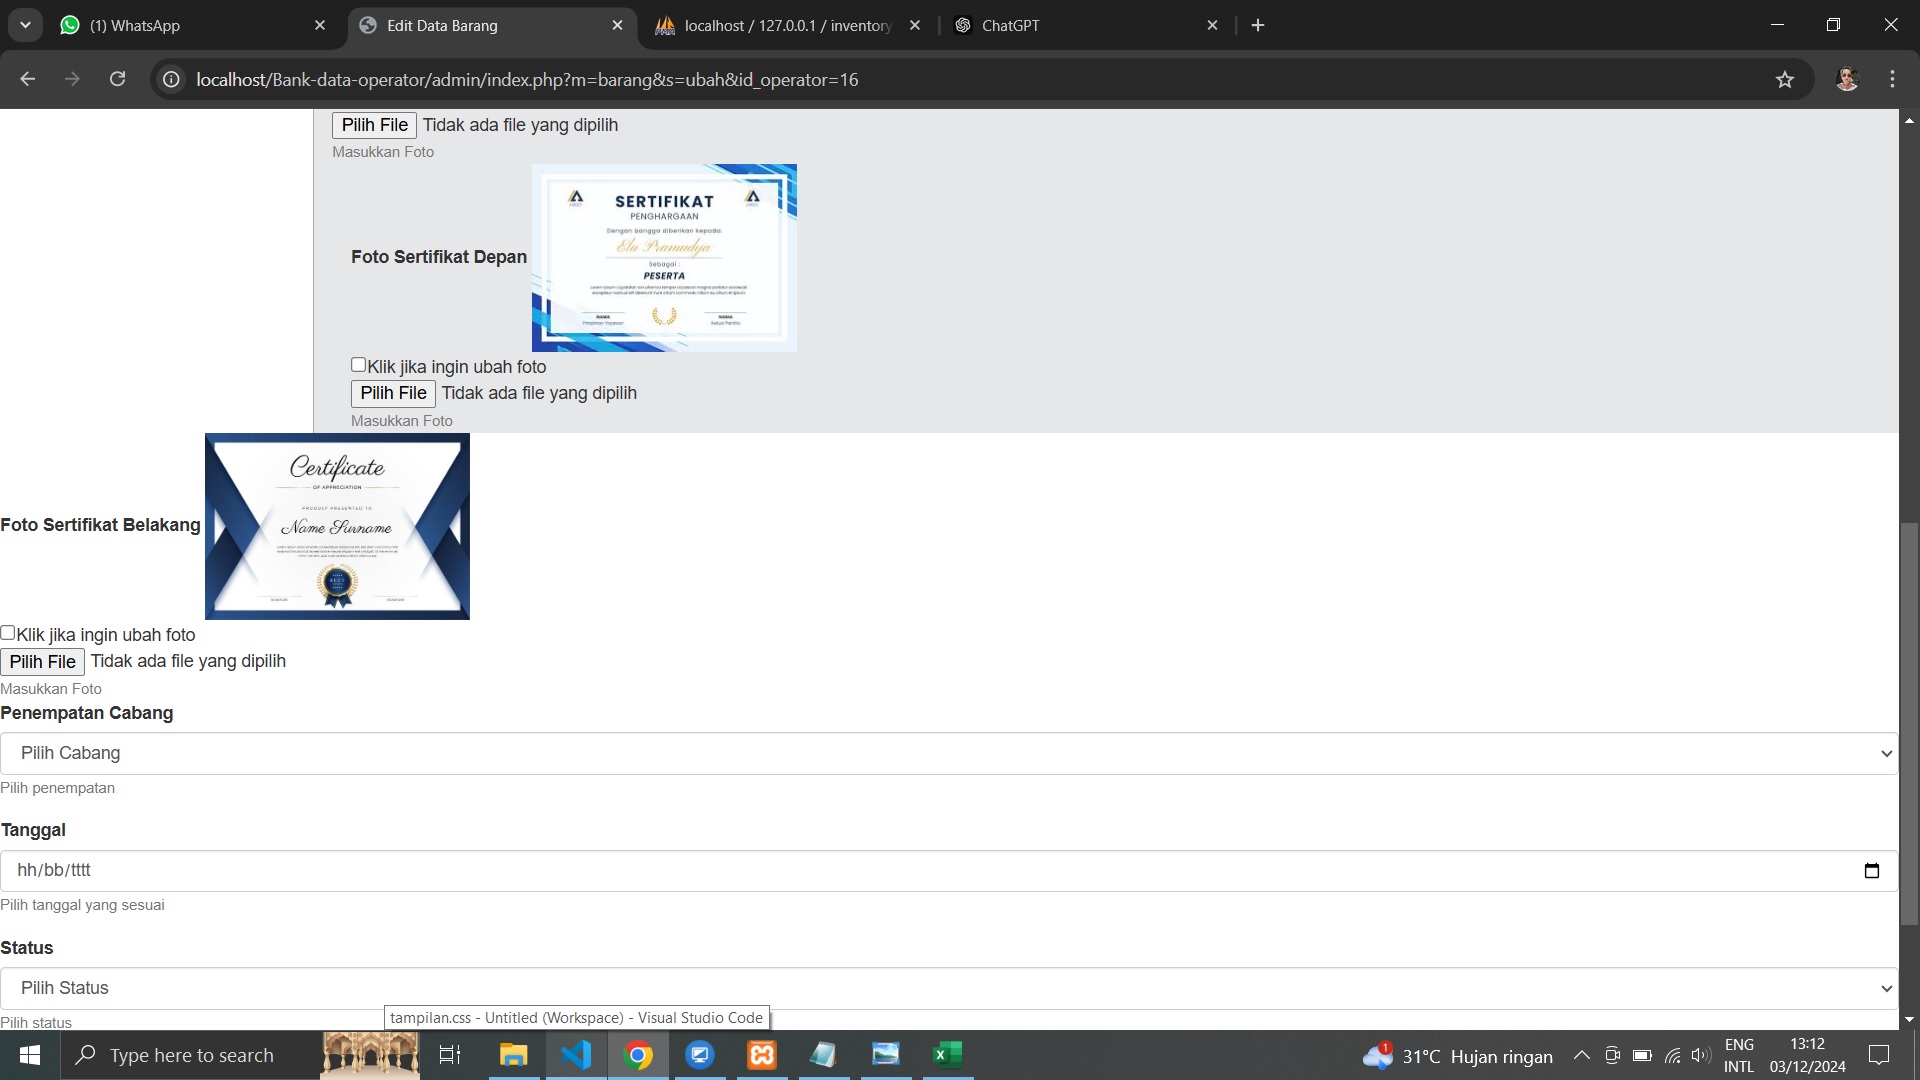 (1) WhatsApp
Edit Data Barang
localhost / 127.0.0.1 / inventory
ChatGPT
localhost/Bank-data-operator/admin/index.php?m=barang&s=ubah&id_operator=16
Pilih File Tidak ada file yang dipilih
Masukkan Foto
SERTIFIKAT
PENGHARGAAN
Dengan bangga diberikan kepada:
Ela Pramudya
Sebagai :
PESERTA
NAMA NAMA
Foto Sertifikat Depan
Klik jika ingin ubah foto
Pilih File Tidak ada file yang dipilih
Masukkan Foto
Certificate
OF APPRECIATION
PROUDLY PRESENTED TO
Name Surname
Foto Sertifikat Belakang
Klik jika ingin ubah foto
Pilih File Tidak ada file yang dipilih
Masukkan Foto
Penempatan Cabang
Pilih Cabang
Pilih penempatan
Tanggal
hh/bb/tttt
Pilih tanggal yang sesuai
Status
Pilih Status
Pilih status
tampilan.css - Untitled (Workspace) - Visual Studio Code
Type here to search
1
31°C Hujan ringan
ENG
INTL
13:12
03/12/2024